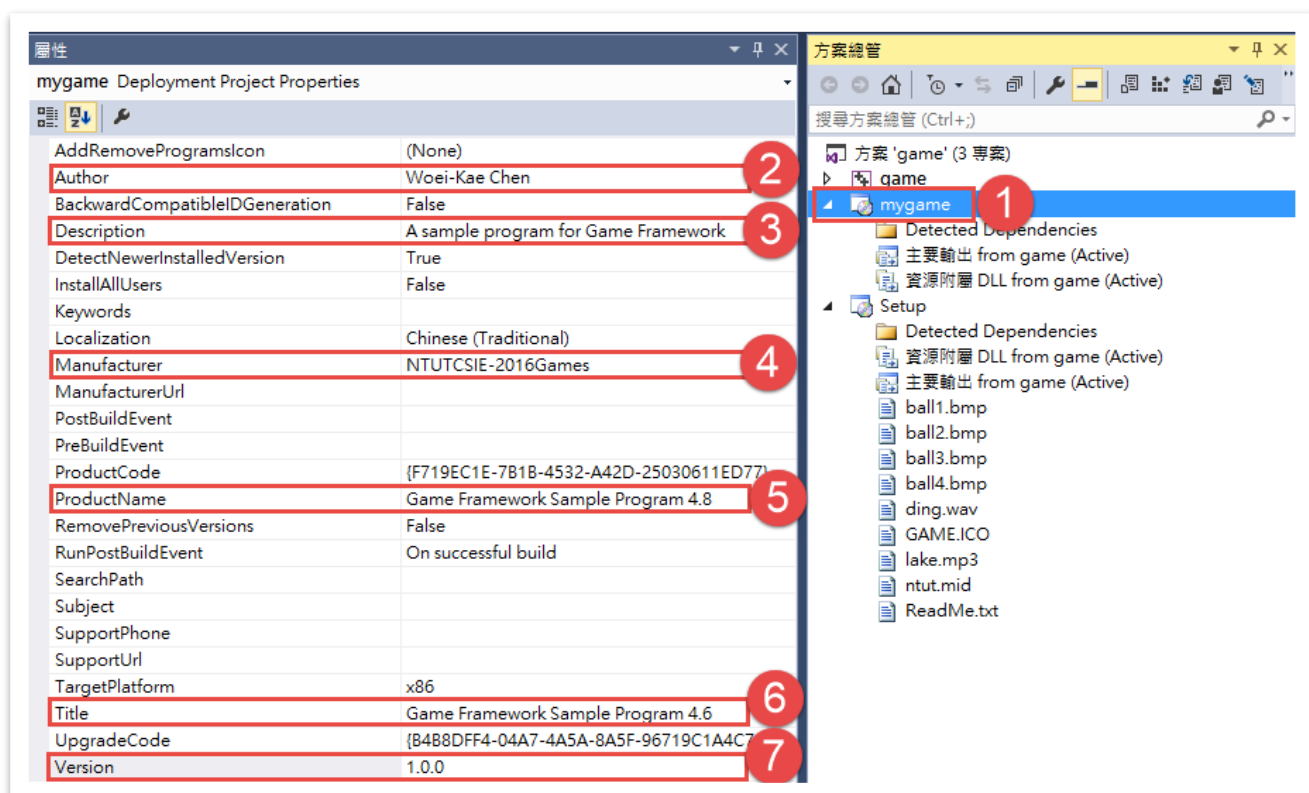 屬性
mygame Deployment Project Properties
AddRemoveProgramsIcon (None)
Author Woei-Kae Chen 2
BackwardCompatibleIDGeneration False
Description A sample program for Game Framework 3
DetectNewerInstalledVersion True
InstallAllUsers False
Keywords
Localization Chinese (Traditional)
Manufacturer NTUTCSIE-2016Games 4
ManufacturerUrl
PostBuildEvent
PreBuildEvent
ProductCode {F719EC1E-7B1B-4532-A42D-25030611ED77}
ProductName Game Framework Sample Program 4.8 5
RemovePreviousVersions False
RunPostBuildEvent On successful build
SearchPath
Subject
SupportPhone
SupportUrl
TargetPlatform x86
Title Game Framework Sample Program 4.6 6
UpgradeCode {B4B8DFF4-04A7-4A5A-8A5F-96719C1A4C7
Version 1.0.0 7
方案總管
搜尋方案總管 (Ctrl+;)
方案 'game' (3 專案)
game
mygame 1
Detected Dependencies
主要輸出 from game (Active)
資源附屬 DLL from game (Active)
Setup
Detected Dependencies
資源附屬 DLL from game (Active)
主要輸出 from game (Active)
ball1.bmp
ball2.bmp
ball3.bmp
ball4.bmp
ding.wav
GAME.ICO
lake.mp3
ntut.mid
ReadMe.txt